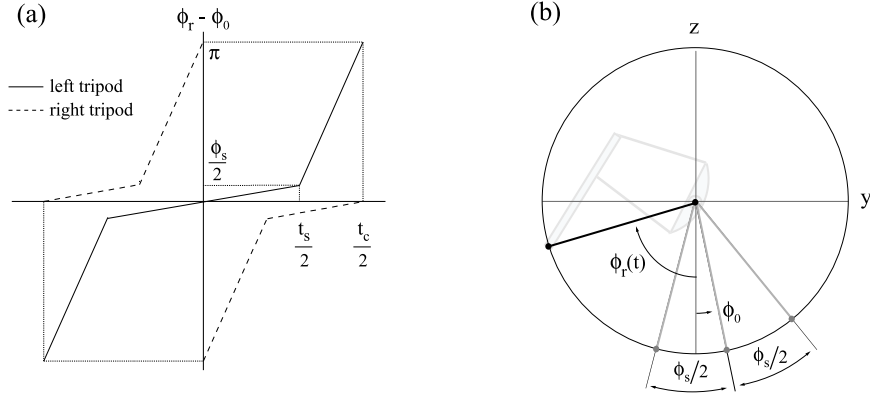 (a)
ϕr - ϕ0
π
left tripod
right tripod
ϕs
2
ts
2
tc
2
(b)
z
y
ϕr(t)
ϕ0
ϕs/2
ϕs/2